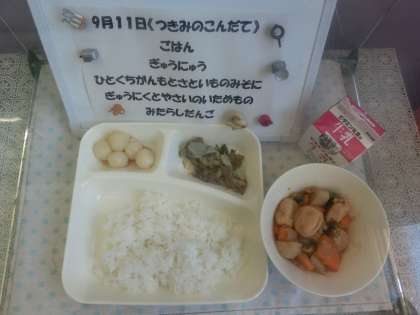 9月11日《つきみのこんだて》
ごはん
ぎゅうにゅう
ひとくちがんもとさといものみそに
ぎゅうにくとやさいのいためもの
みたらしだんご